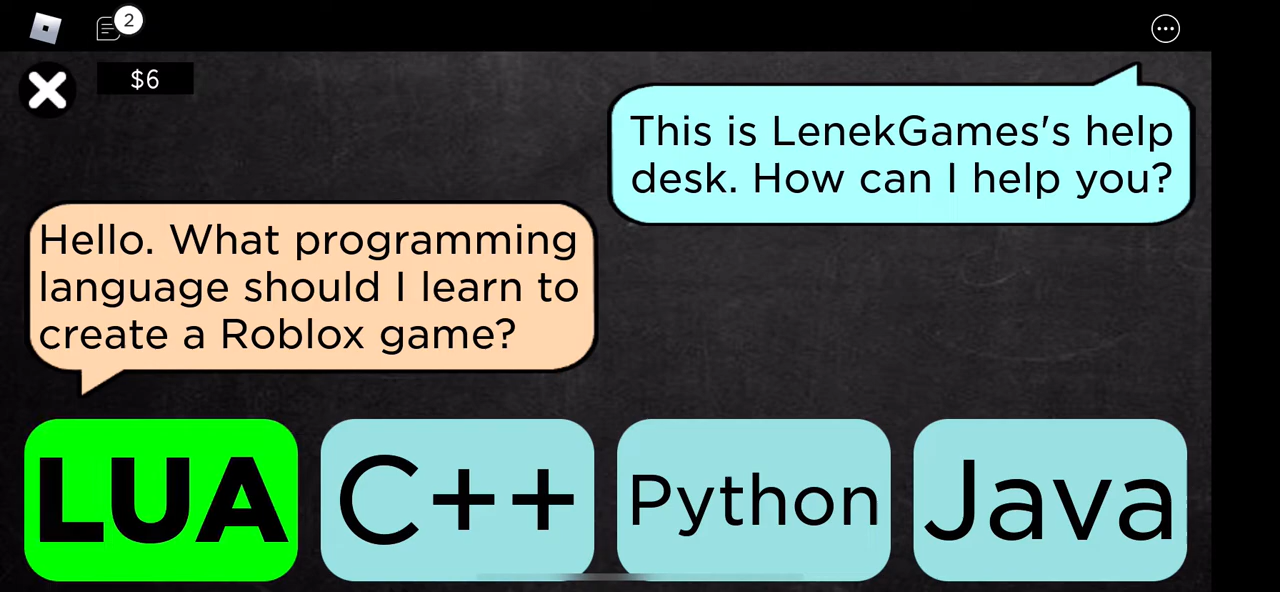 2
$6
This is LenekGames's help
desk. How can I help you?
Hello. What programming
language should I learn to
create a Roblox game?
LUA
C++
Python
Java